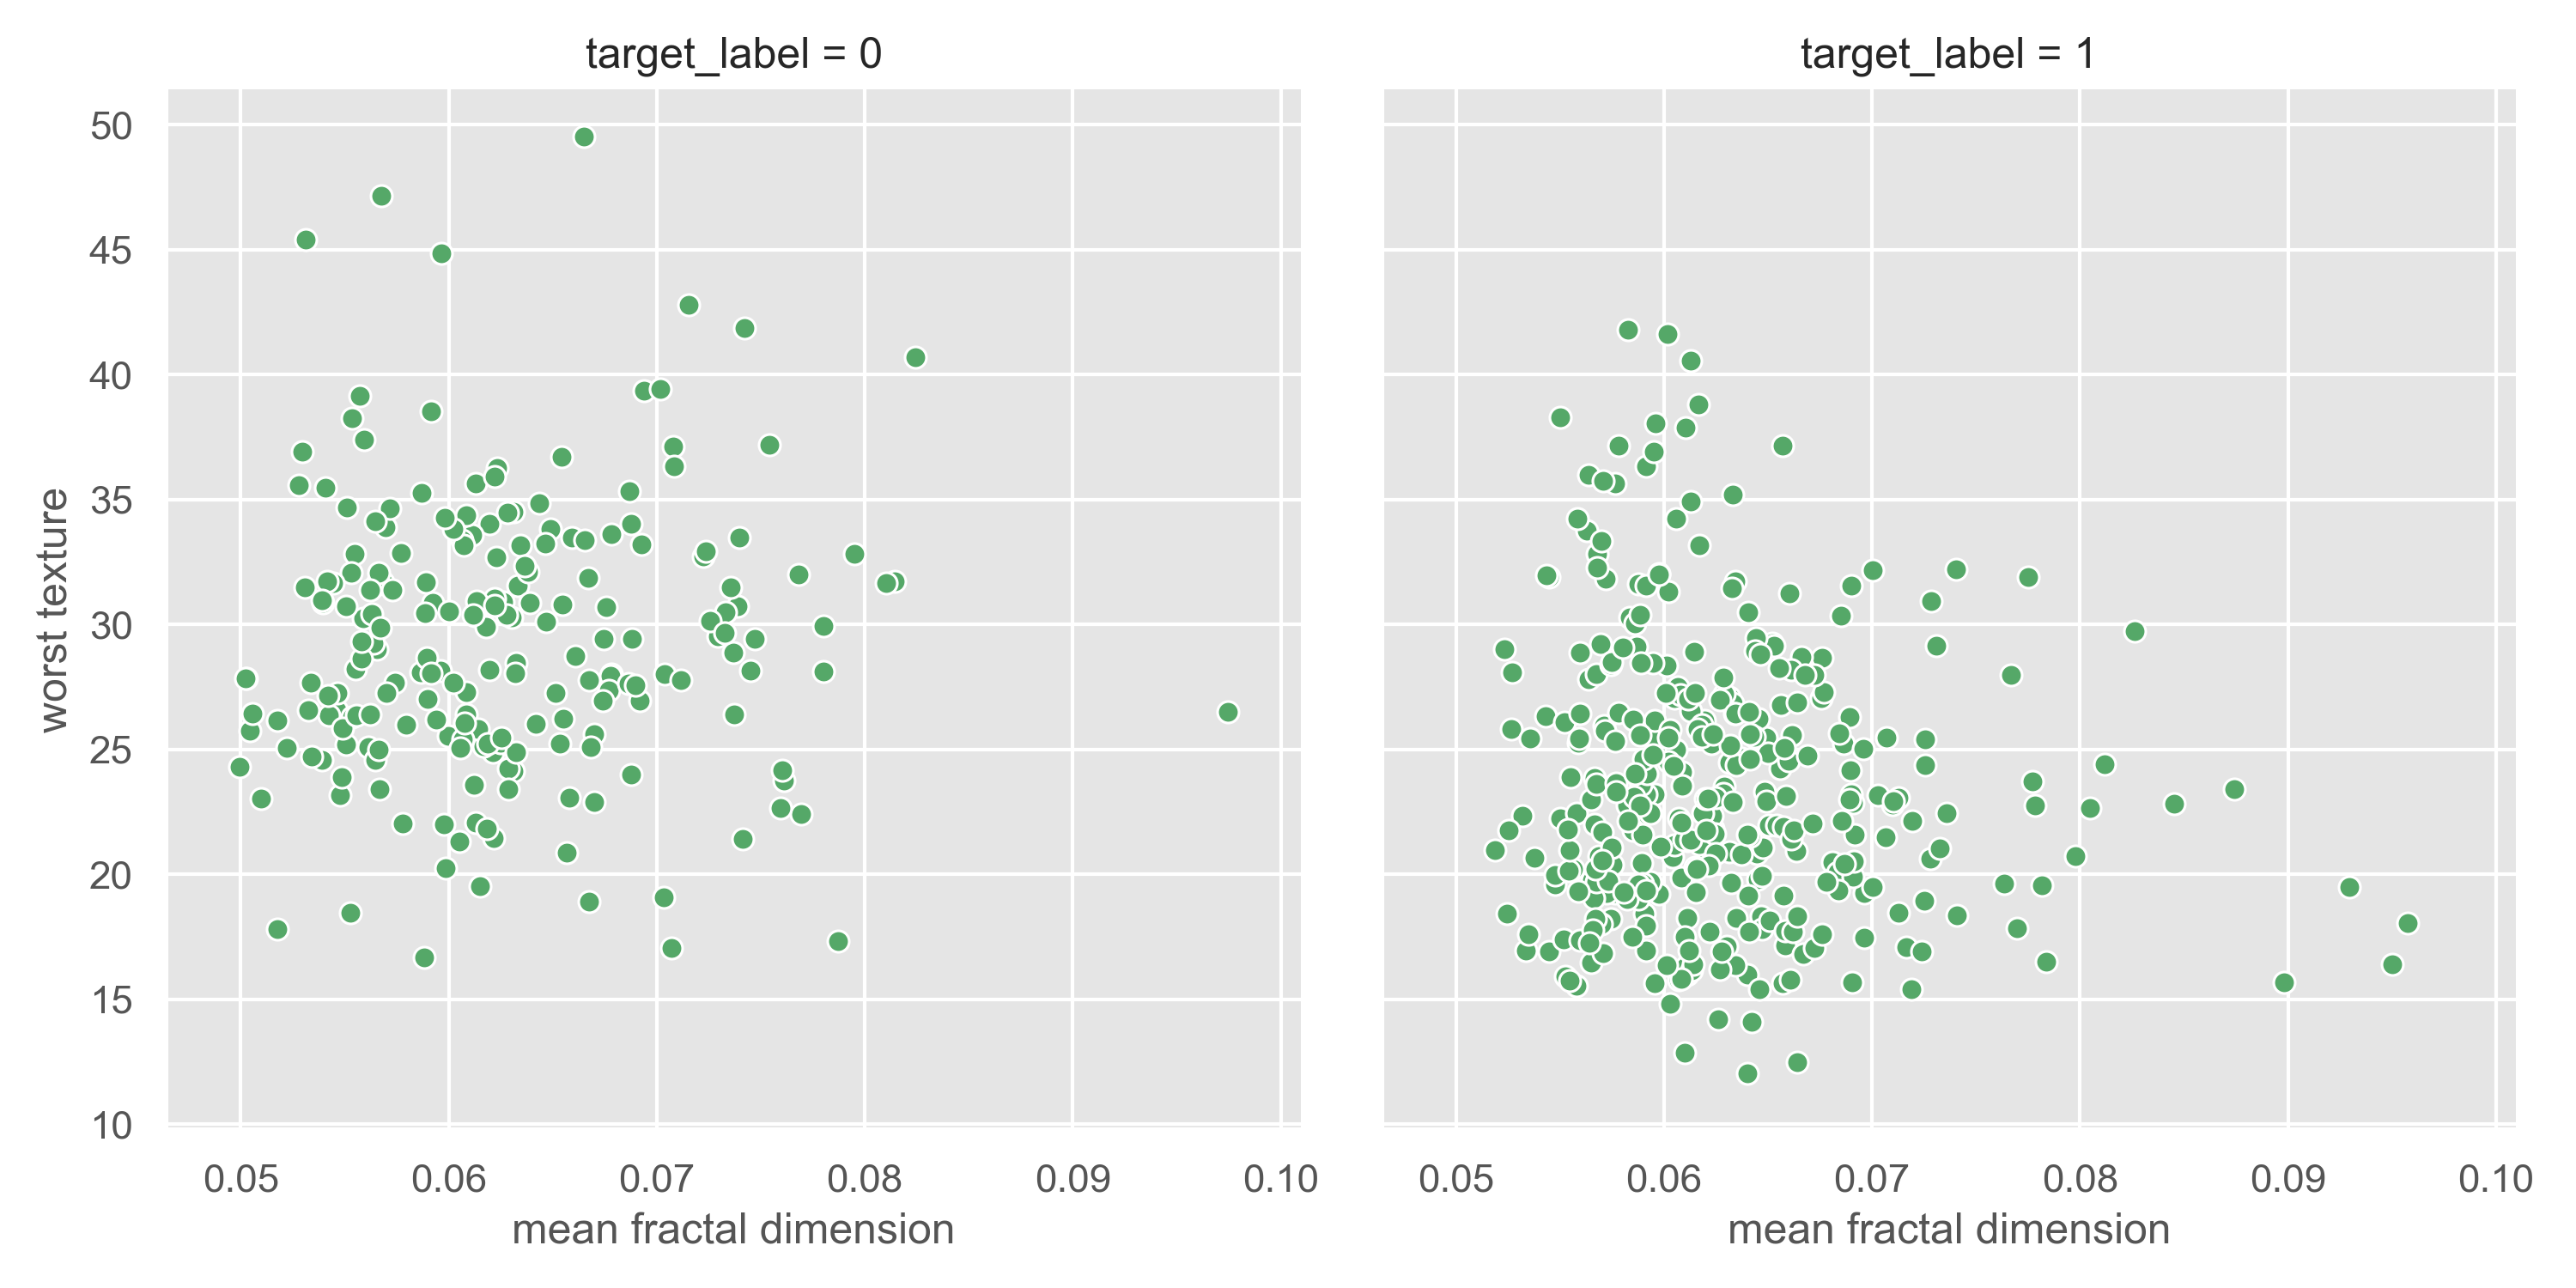 target_label = 0
target_label = 1
worst texture
50
45
40
35
30
25
20
15
10
0.05 0.06 0.07 0.08 0.09 0.10
0.05 0.06 0.07 0.08 0.09 0.10
mean fractal dimension
mean fractal dimension